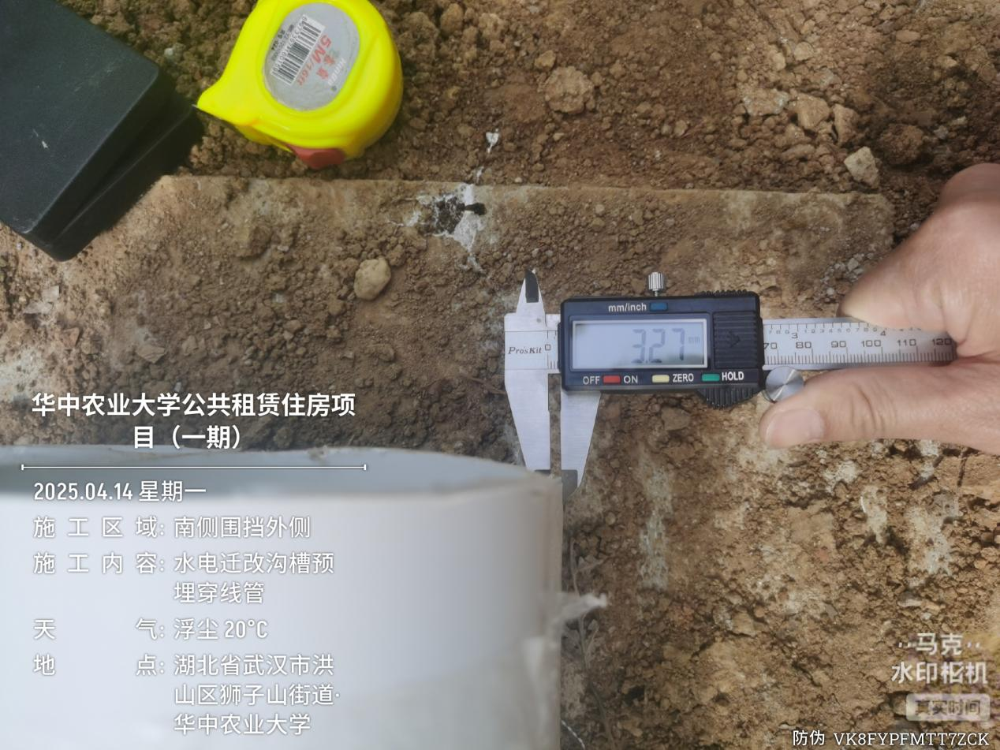 5M/16ft
mm/inch
Pro'sKit
0
3.27 mm
OFF
ON
ZERO
HOLD
3
4
70 80 90 100 110 120
华中农业大学公共租赁住房项
目（一期）
2025.04.14 星期一
施工区域: 南侧围挡外侧
施工内容: 水电迁改沟槽预
埋穿线管
天气: 浮尘 20°C
地点: 湖北省武汉市洪
山区狮子山街道·
华中农业大学
马克
水印相机
真实时间
防伪 VK8FYPFMTT7ZCK